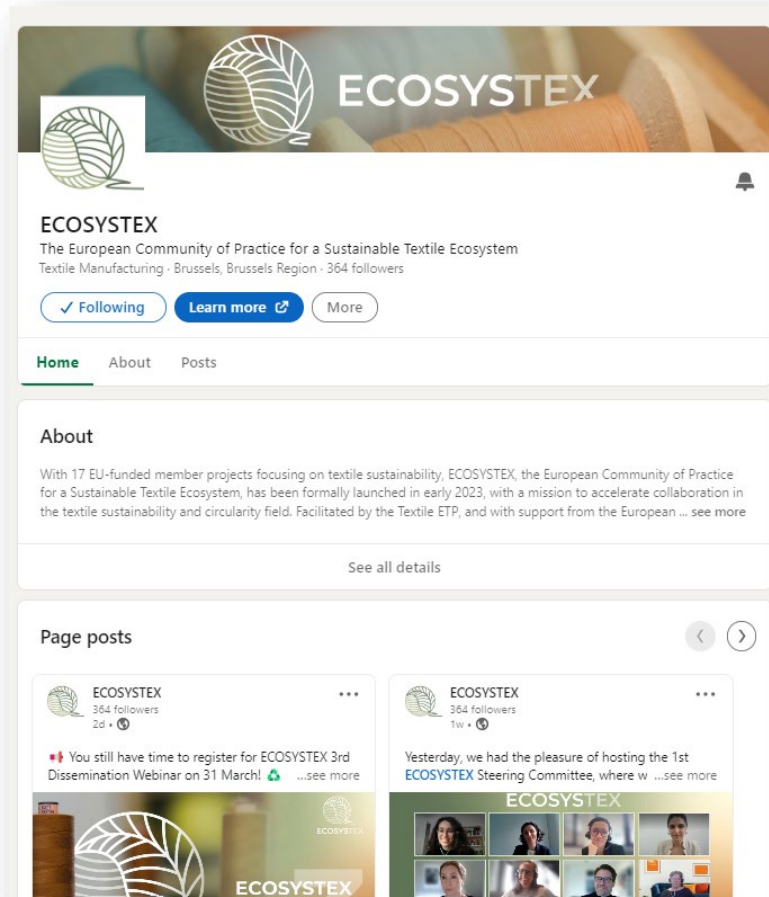 ECOSYSTEX
ECOSYSTEX
The European Community of Practice for a Sustainable Textile Ecosystem
Textile Manufacturing · Brussels, Brussels Region · 364 followers
✓ Following
Learn more
More
Home
About
Posts
About
With 17 EU-funded member projects focusing on textile sustainability, ECOSYSTEX, the European Community of Practice
for a Sustainable Textile Ecosystem, has been formally launched in early 2023, with a mission to accelerate collaboration in
the textile sustainability and circularity field. Facilitated by the Textile ETP, and with support from the European ... see more
See all details
Page posts
ECOSYSTEX
364 followers
2d •
You still have time to register for ECOSYSTEX 3rd
Dissemination Webinar on 31 March! ...see more
ECOSYSTEX
ECOSYSTEX
ECOSYSTEX
364 followers
1w •
Yesterday, we had the pleasure of hosting the 1st
ECOSYSTEX Steering Committee, where w ...see more
ECOSYSTEX